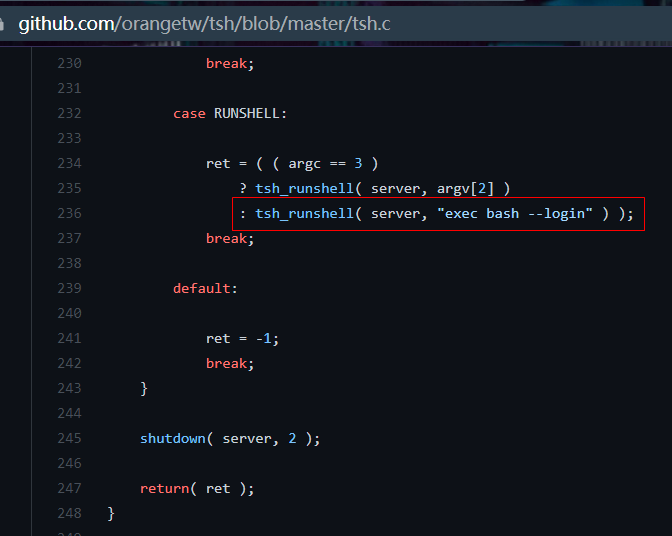 github.com/orangetw/tsh/blob/master/tsh.c
230 break;
231
232 case RUNSHELL:
233
234 ret = ( ( argc == 3 )
235 ? tsh_runshell( server, argv[2] )
236 : tsh_runshell( server, "exec bash --login" ) );
237 break;
238
239 default:
240
241 ret = -1;
242 break;
243 }
244
245 shutdown( server, 2 );
246
247 return( ret );
248 }